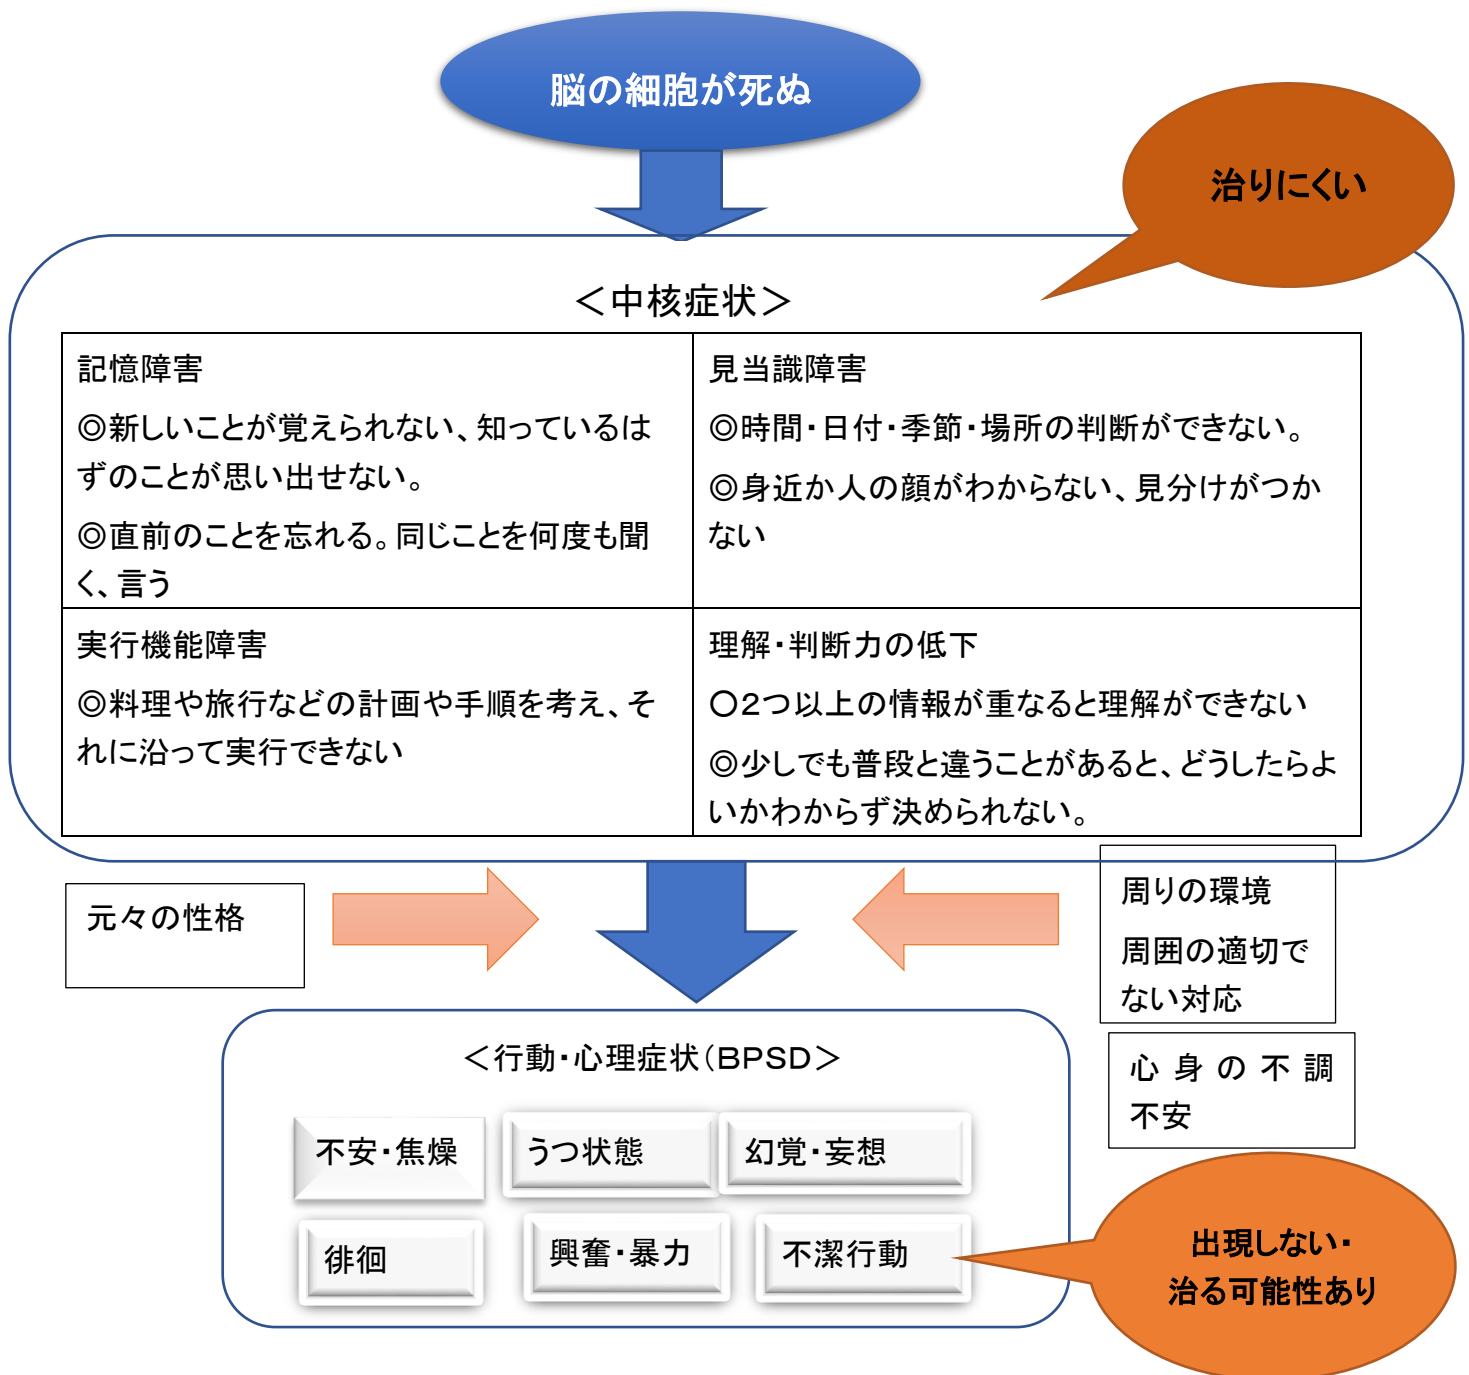 脳の細胞が死ぬ
治りにくい
＜中核症状＞
記憶障害
◎新しいことが覚えられない、知っているは
ずのことが思い出せない。
◎直前のことを忘れる。同じことを何度も聞
く、言う
見当識障害
◎時間・日付・季節・場所の判断ができない。
◎身近か人の顔がわからない、見分けがつか
ない
実行機能障害
◎料理や旅行などの計画や手順を考え、そ
れに沿って実行できない
理解・判断力の低下
〇２つ以上の情報が重なると理解ができない
◎少しでも普段と違うことがあると、どうしたらよ
いかわからず決められない。
元々の性格
周りの環境
周囲の適切で
ない対応
心身の不調
不安
＜行動・心理症状（ＢＰＳＤ＞
不安・焦燥
うつ状態
幻覚・妄想
徘徊
興奮・暴力
不潔行動
出現しない・
治る可能性あり